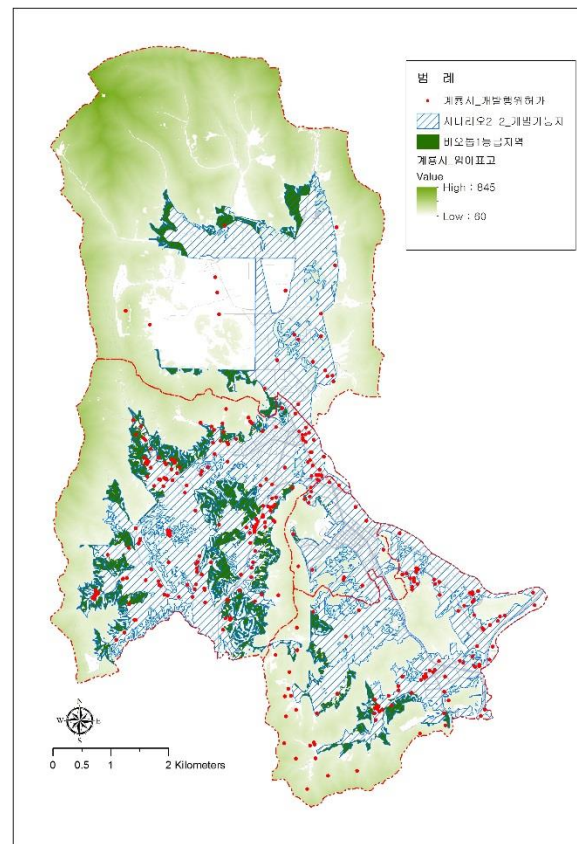 범 례
계룡시_개발행위허가
시나리오2_2_개발가능지
비오톱1등급지역
계룡시_임야표고
Value
High : 845
Low : 60
N
W E
S
0 0.5 1 2 Kilometers